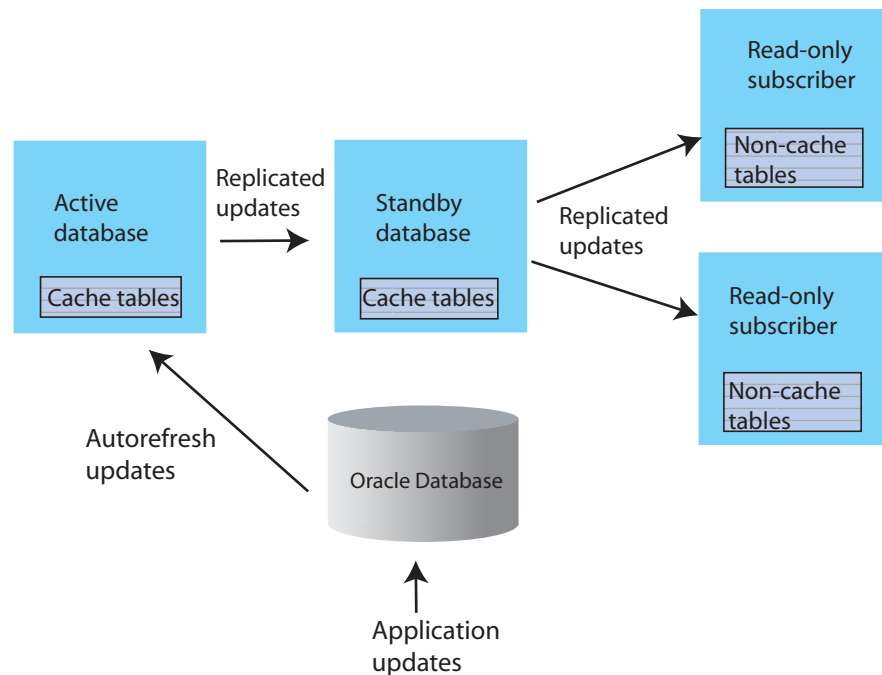 Read-only
subscriber
Non-cache
tables
Active
database
Cache tables
Replicated
updates
Standby
database
Cache tables
Replicated
updates
Read-only
subscriber
Non-cache
tables
Autorefresh
updates
Oracle Database
Application
updates